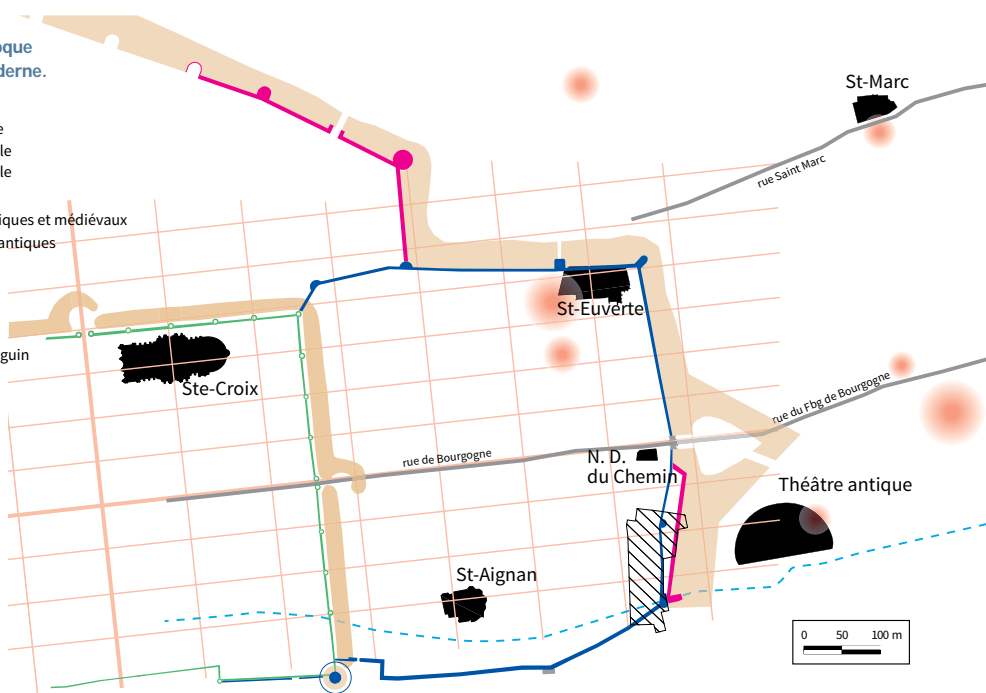 oque
derne.
e
le
le
iques et médiévaux
antiques
guin
St-Marc
rue Saint Marc
St-Euverte
Ste-Croix
rue du Fbg de Bourgogne
rue de Bourgogne
N. D.
du Chemin
Théâtre antique
St-Aignan
0 50 100 m